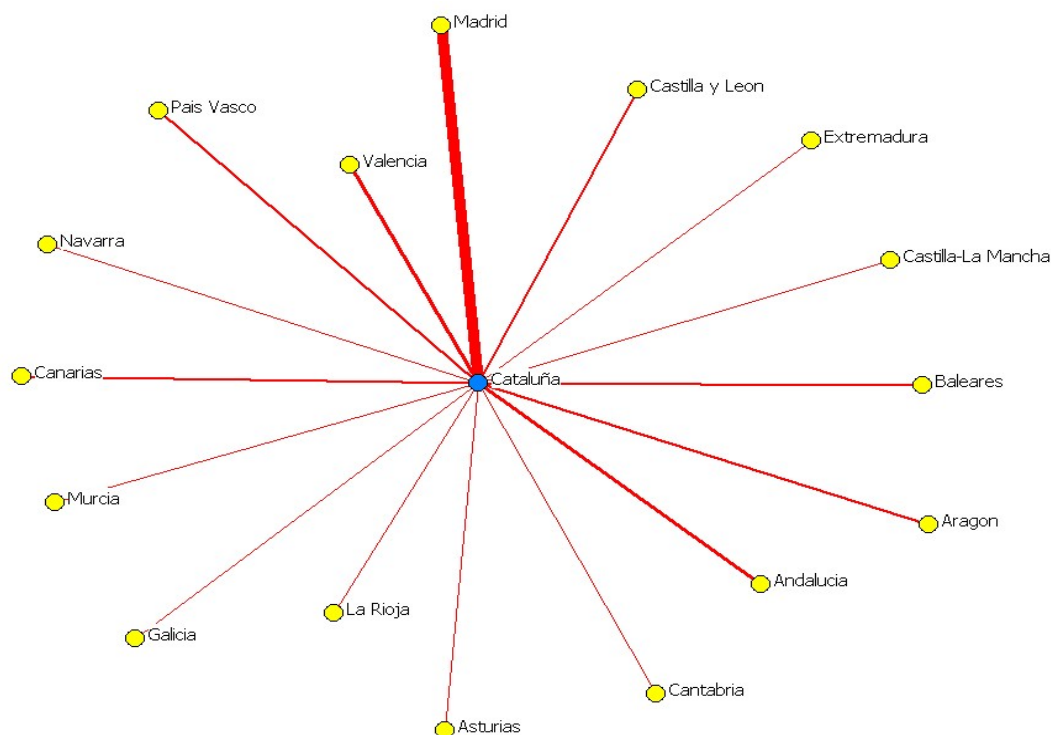 Madrid
Castilla y Leon
Pais Vasco
Extremadura
Valencia
Navarra
Castilla-La Mancha
Canarias
Cataluña
Baleares
Murcia
Aragon
Andalucia
La Rioja
Galicia
Cantabria
Asturias